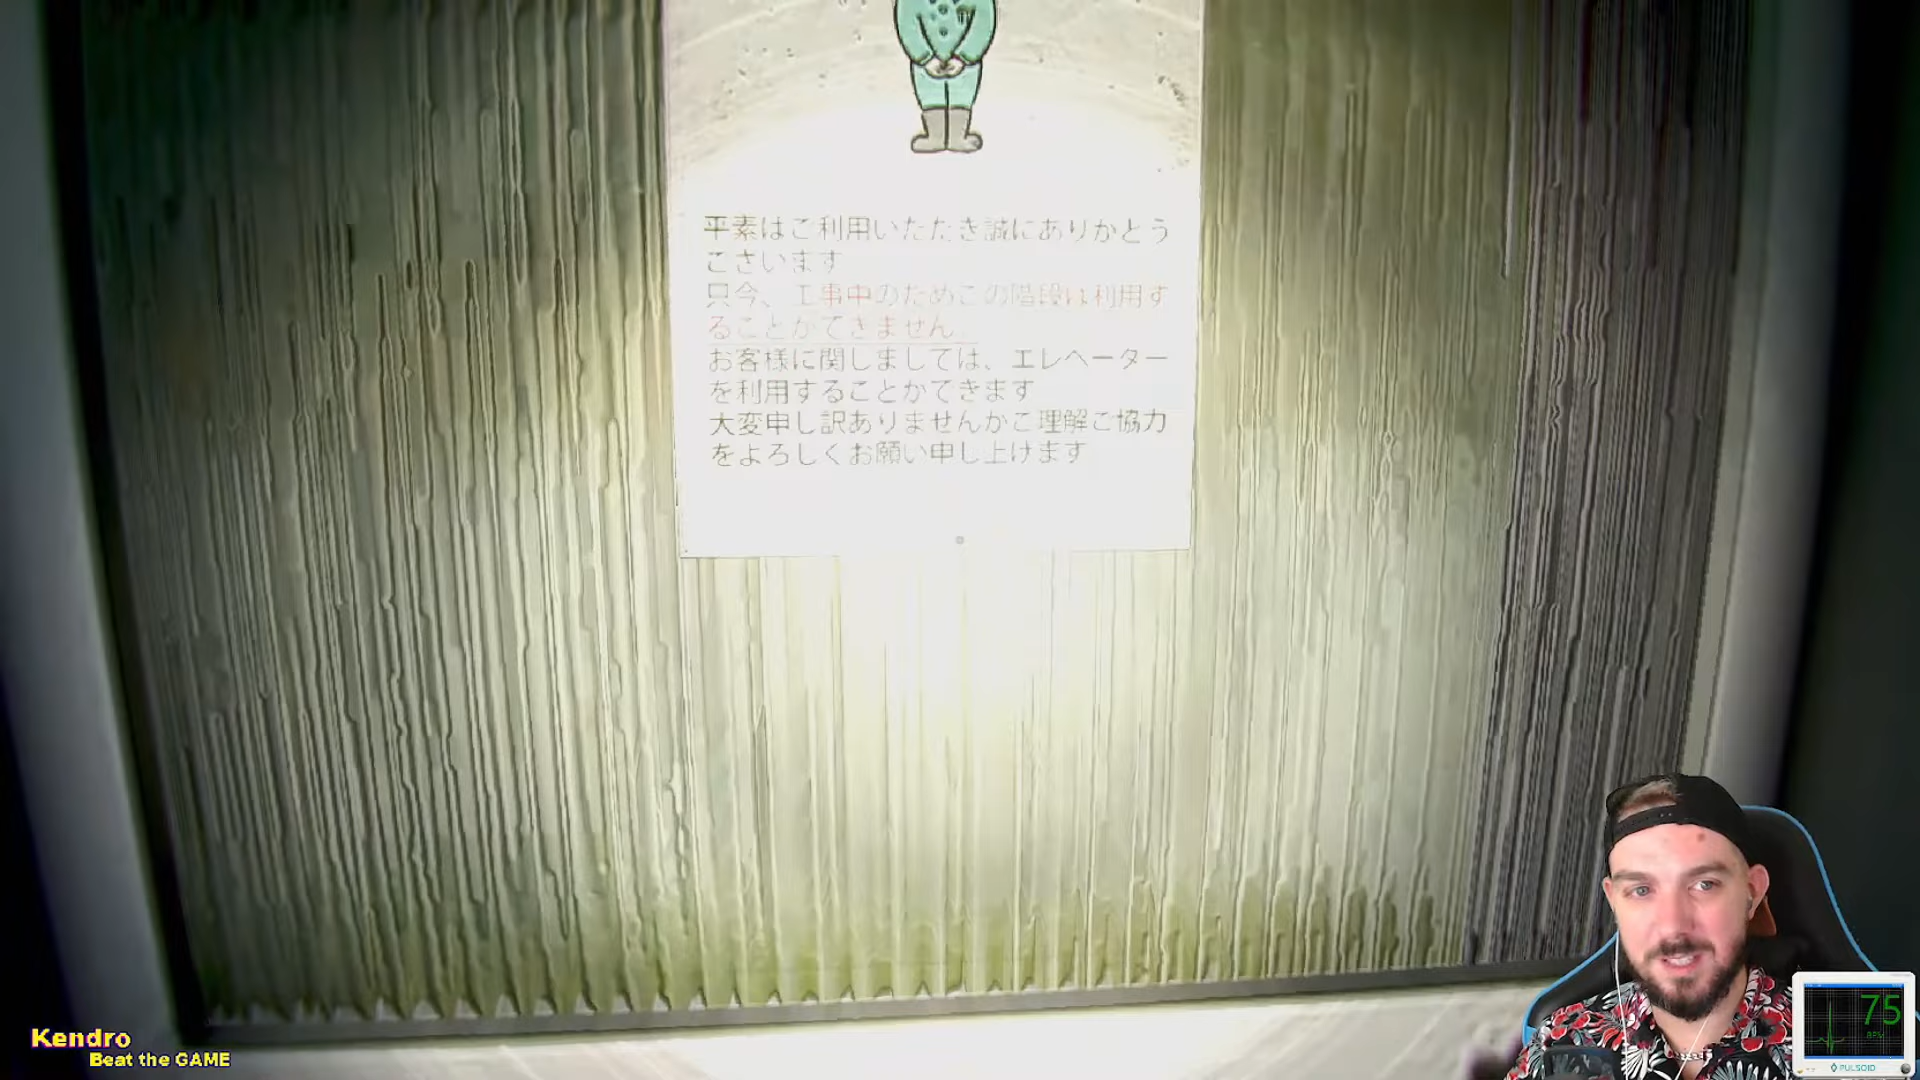 平素はご利用いただき誠にありがとう
ございます
只今、工事中のためこの階段は利用す
ることができません。
お客様に関しましては、エレベーター
を利用することができます
大変申し訳ありませんがご理解ご協力
をよろしくお願い申し上げます
Kendro
Beat the GAME
75
BPM
PULSOID